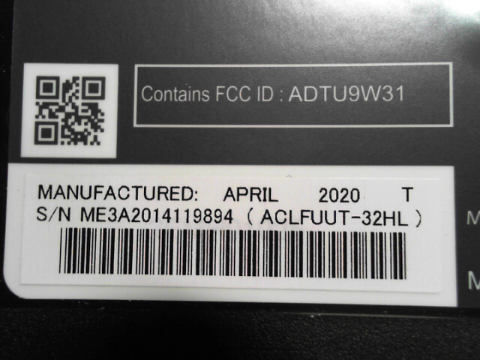 Contains FCC ID : ADTU9W31
MANUFACTURED: APRIL 2020 T
S/N ME3A2014119894 ( ACLFUUT-32HL )
M
M